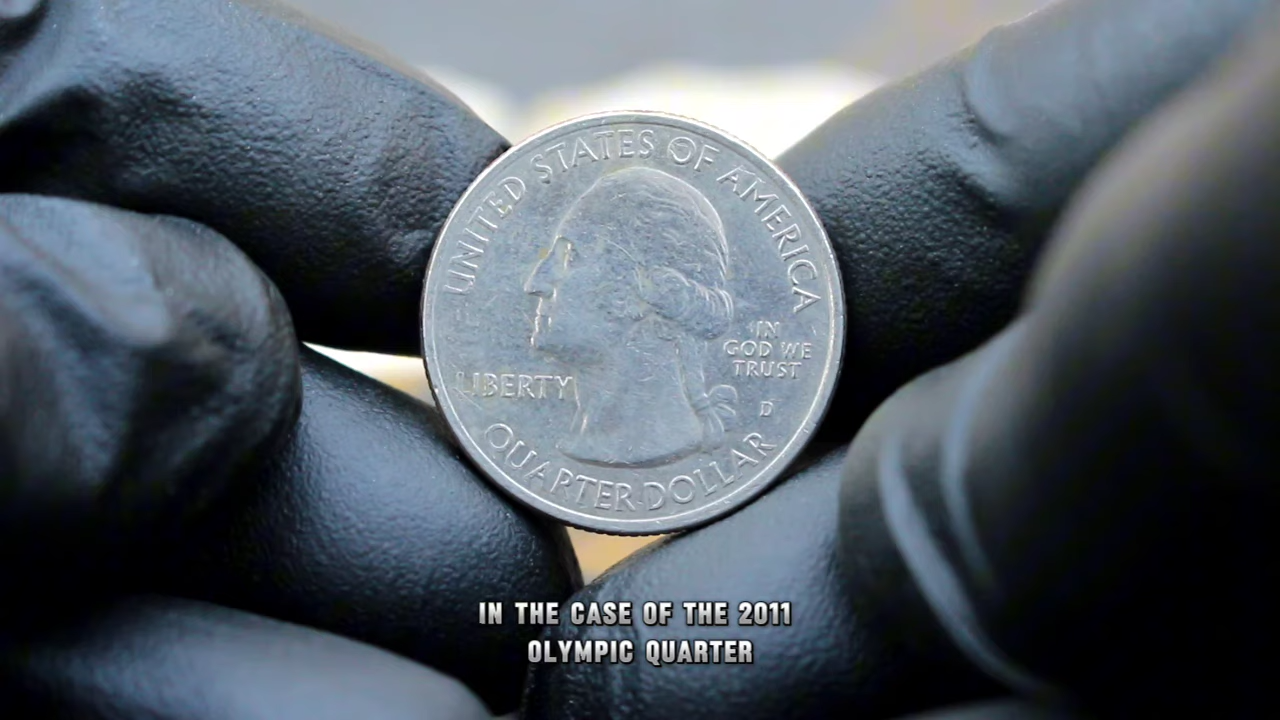 UNITED STATES OF AMERICA
LIBERTY
IN
GOD WE
TRUST
D
QUARTER DOLLAR
IN THE CASE OF THE 2011
OLYMPIC QUARTER